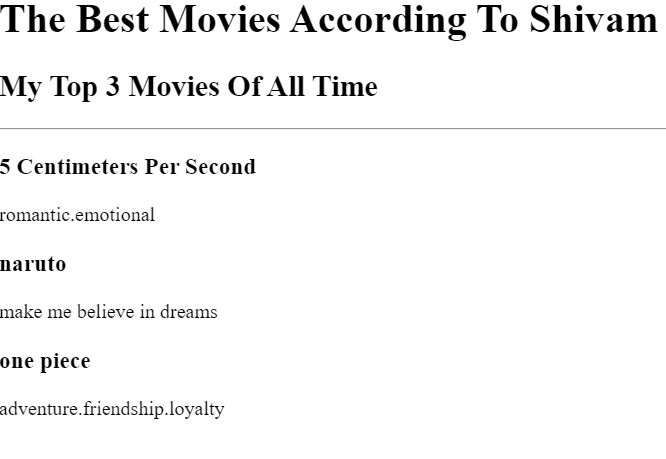 The Best Movies According To Shivam
My Top 3 Movies Of All Time
5 Centimeters Per Second
romantic.emotional
naruto
make me believe in dreams
one piece
adventure.friendship.loyalty